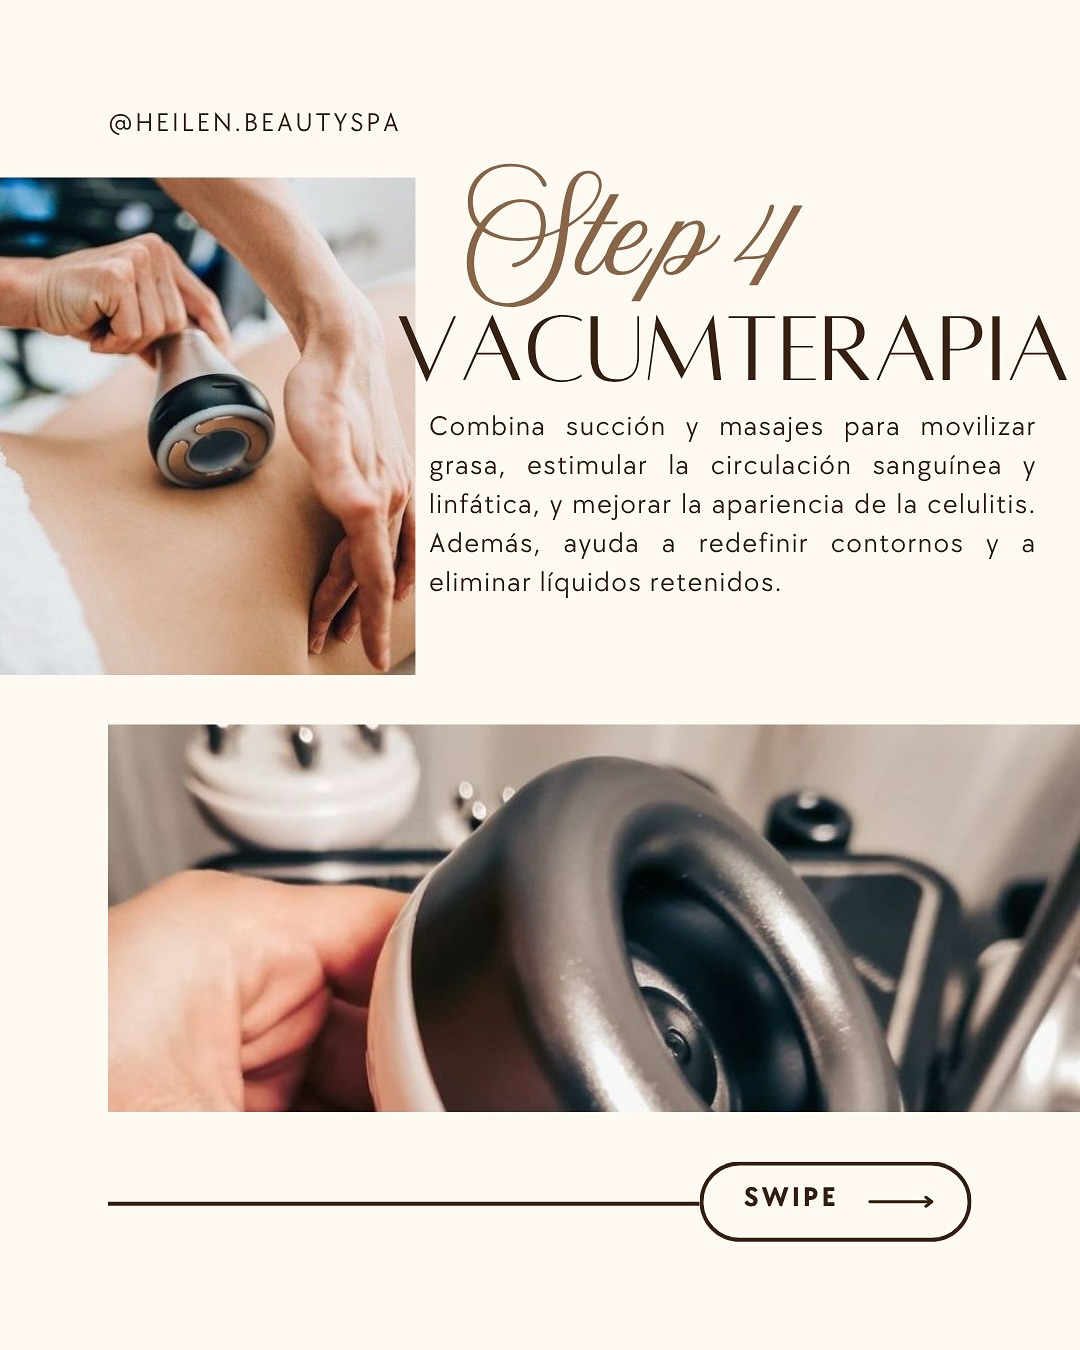 @HEILEN.BEAUTYSPA
Step 4
VACUMTERAPIA
Combina succión y masajes para movilizar
grasa, estimular la circulación sanguínea y
linfática, y mejorar la apariencia de la celulitis.
Además, ayuda a redefinir contornos y a
eliminar líquidos retenidos.
SWIPE